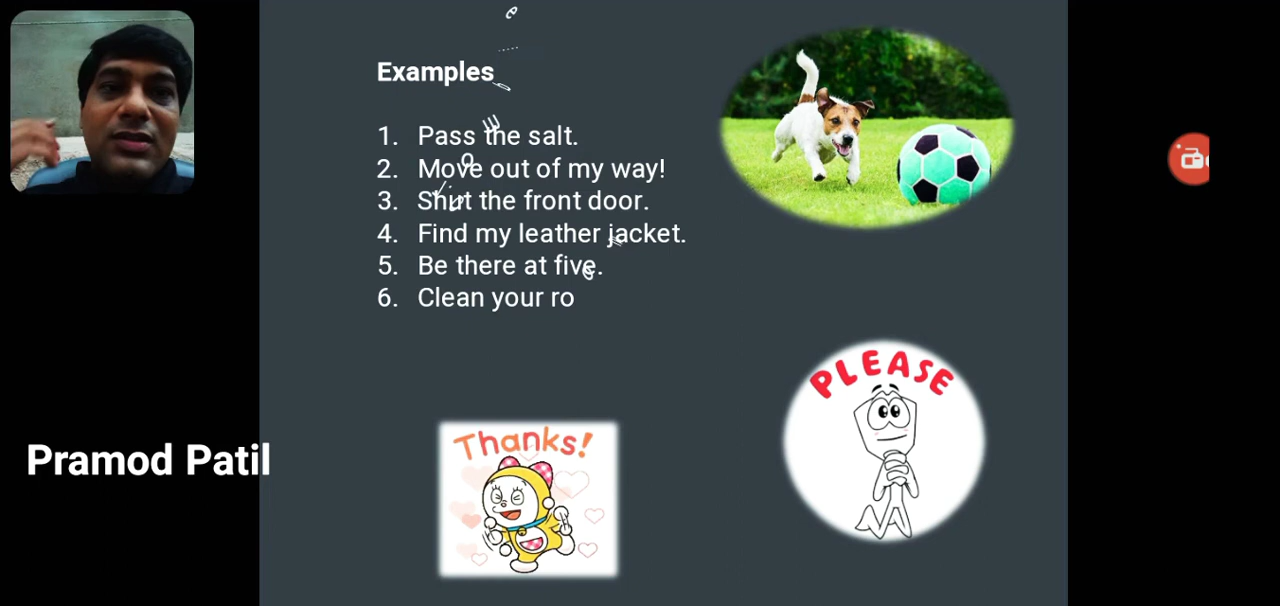 Examples
1. Pass the salt.
2. Move out of my way!
3. Shut the front door.
4. Find my leather jacket.
5. Be there at five.
6. Clean your ro
PLEASE
Thanks!
Pramod Patil